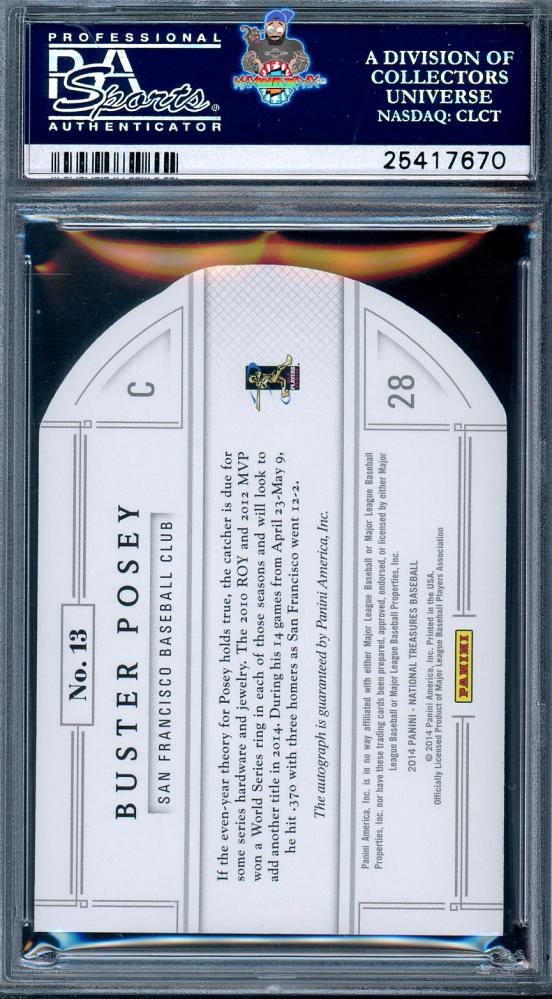 PROFESSIONAL
PSA
Sports
AUTHENTICATOR
A DIVISION OF
COLLECTORS
UNIVERSE
NASDAQ: CLCT
25417670
No. 13
BUSTER POSEY
SAN FRANCISCO BASEBALL CLUB
C
If the even-year theory for Posey holds true, the catcher is due for
some series hardware and jewelry. The 2010 ROY and 2012 MVP
won a World Series ring in each of those seasons and will look to
add another title in 2014. During his 14 games from April 23-May 9,
he hit .370 with three homers as San Francisco went 12-2.
The autograph is guaranteed by Panini America, Inc.
PLAYERS
28
Panini America, Inc. is in no way affiliated with either Major League Baseball or Major League Baseball
Properties, Inc. nor have these trading cards been prepared, approved, endorsed, or licensed by either Major
League Baseball or Major League Baseball Properties, Inc.
2014 PANINI - NATIONAL TREASURES BASEBALL
© 2014 Panini America, Inc. Printed in the USA.
Officially Licensed Product of Major League Baseball Players Association
PANINI